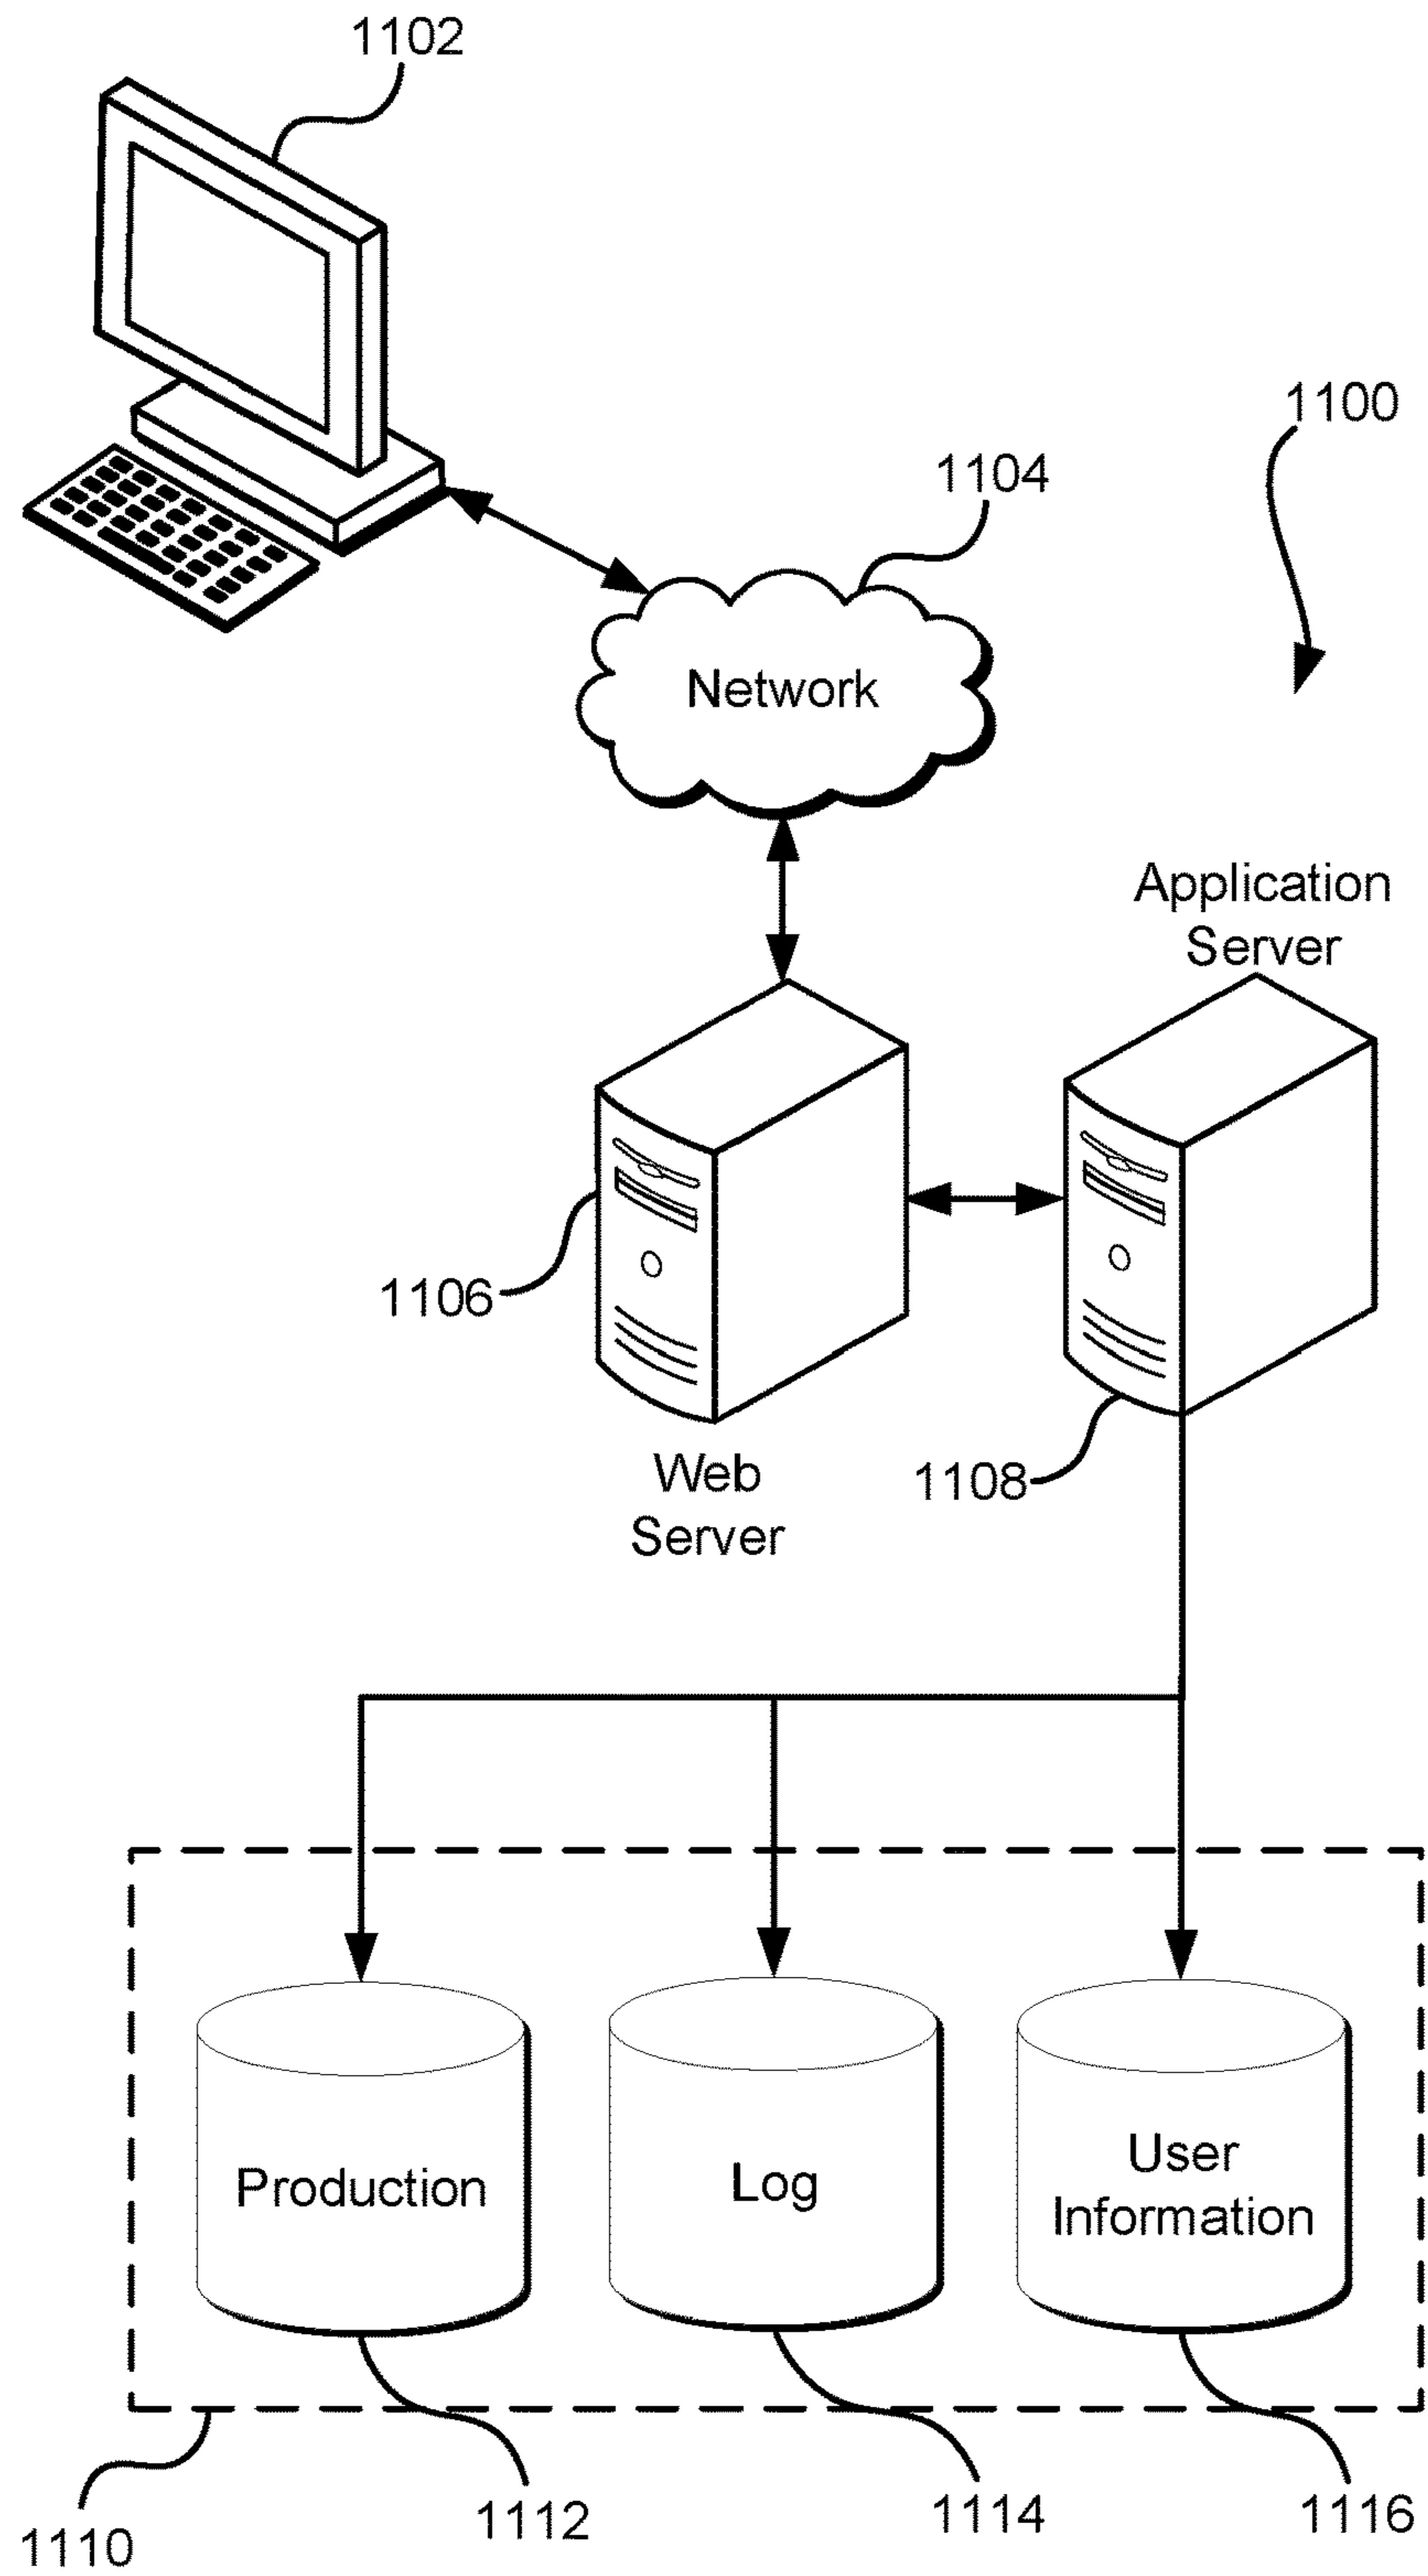 1102
1100
1104
Network
Application
Server
1106
Web
Server
1108
Production
Log
User
Information
1110
1112
1114
1116